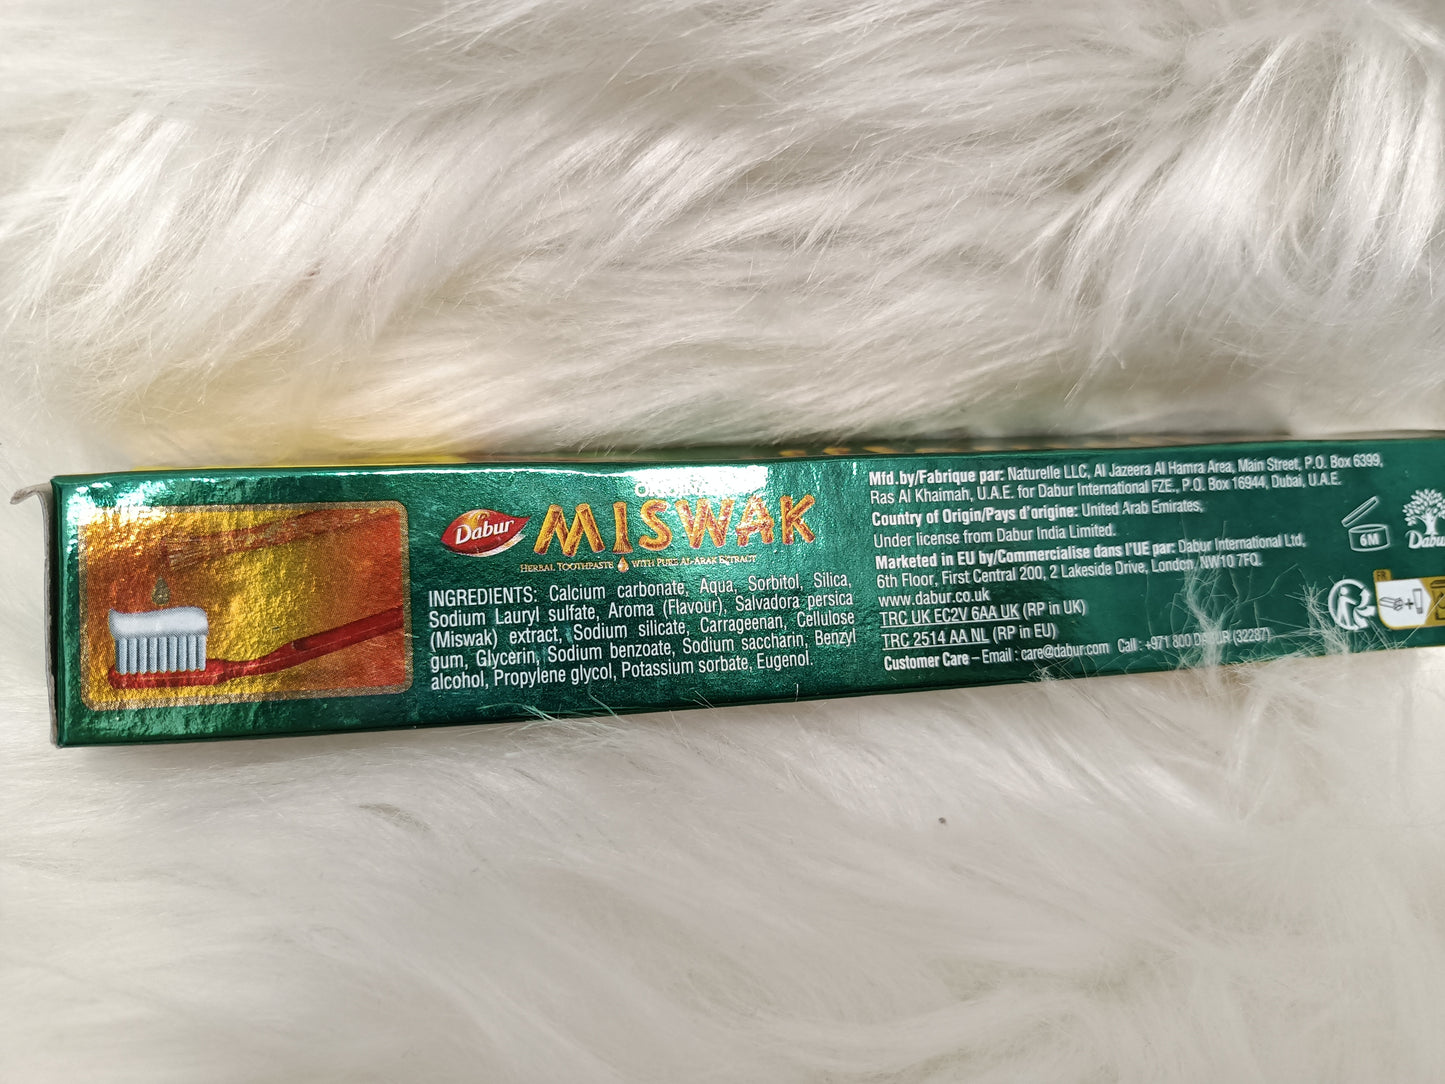 Dabur
MISWAK
HERBAL TOOTHPASTE WITH PURE AL-ARAK EXTRACT
INGREDIENTS: Calcium carbonate, Aqua, Sorbitol, Silica,
Sodium Lauryl sulfate, Aroma (Flavour), Salvadora persica
(Miswak) extract, Sodium silicate, Carrageenan, Cellulose
gum, Glycerin, Sodium benzoate, Sodium saccharin, Benzyl
alcohol, Propylene glycol, Potassium sorbate, Eugenol.
Mfd.by/Fabrique par: Naturelle LLC, Al Jazeera Al Hamra Area, Main Street, P.O. Box 6399,
Ras Al Khaimah, U.A.E. for Dabur International FZE., P.O. Box 16944, Dubai, U.A.E.
Country of Origin/Pays d'origine: United Arab Emirates,
Under license from Dabur India Limited.
Marketed in EU by/Commercialise dans l'UE par: Dabur International Ltd,
6th Floor, First Central 200, 2 Lakeside Drive, London, NW10 7FQ.
www.dabur.co.uk
TRC UK EC2V 6AA UK (RP in UK)
TRC 2514 AA NL (RP in EU)
Customer Care – Email : care@dabur.com Call : +971 800 DABUR (32287)
6M
Dabur
FR